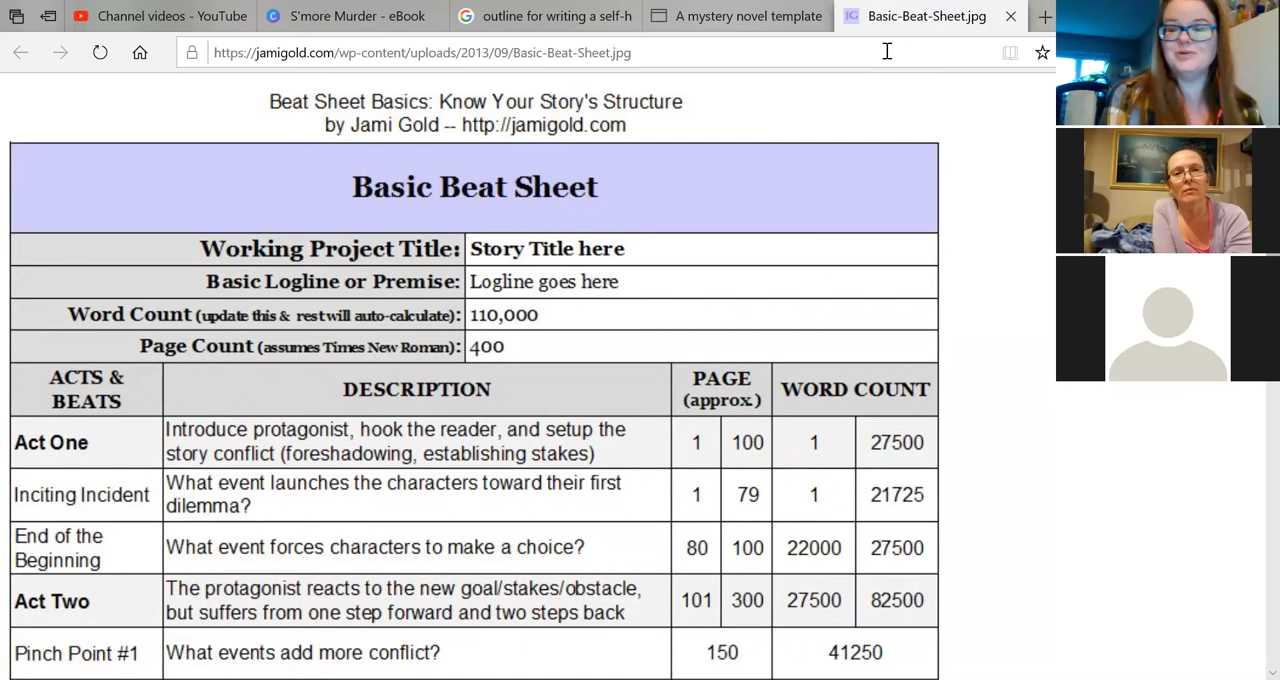 Channel videos - YouTube
S'more Murder - eBook
outline for writing a self-h
A mystery novel template
Basic-Beat-Sheet.jpg
https://jamigold.com/wp-content/uploads/2013/09/Basic-Beat-Sheet.jpg
Beat Sheet Basics: Know Your Story's Structure
by Jami Gold -- http://jamigold.com
Basic Beat Sheet
Working Project Title: Story Title here
Basic Logline or Premise: Logline goes here
Word Count (update this & rest will auto-calculate): 110,000
Page Count (assumes Times New Roman): 400
ACTS & BEATS DESCRIPTION PAGE (approx.) WORD COUNT
Act One Introduce protagonist, hook the reader, and setup the story conflict (foreshadowing, establishing stakes) 1 100 1 27500
Inciting Incident What event launches the characters toward their first dilemma? 1 79 1 21725
End of the Beginning What event forces characters to make a choice? 80 100 22000 27500
Act Two The protagonist reacts to the new goal/stakes/obstacle, but suffers from one step forward and two steps back 101 300 27500 82500
Pinch Point #1 What events add more conflict? 150 41250